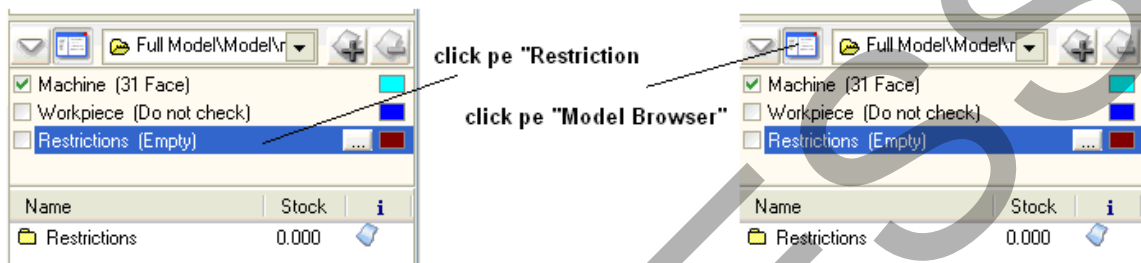 Full Model\Model\r
Machine (31 Face)
Workpiece (Do not check)
Restrictions (Empty) ...
Name Stock i
Restrictions 0.000
click pe "Restriction
click pe "Model Browser"
Full Model\Model\r
Machine (31 Face)
Workpiece (Do not check)
Restrictions (Empty) ...
Name Stock i
Restrictions 0.000